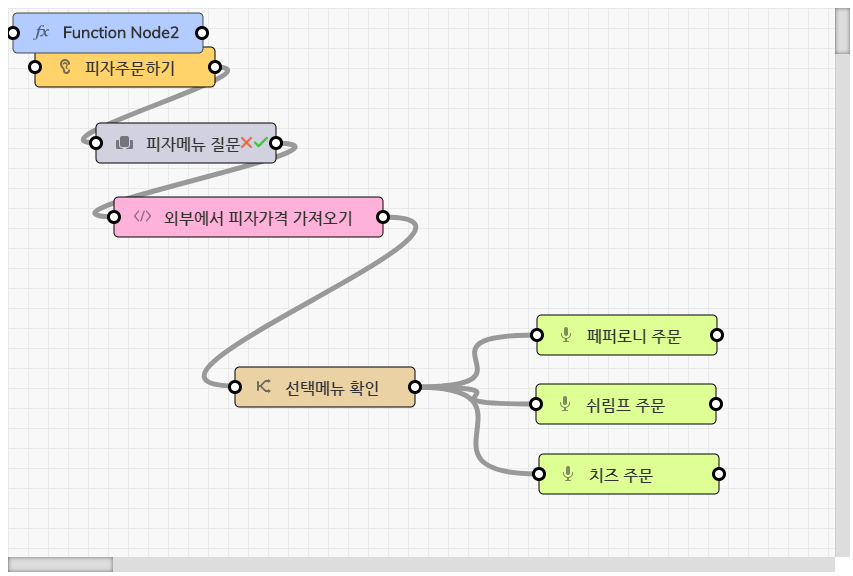 fx Function Node2
피자주문하기
피자메뉴 질문
</> 외부에서 피자가격 가져오기
선택메뉴 확인
페퍼로니 주문
쉬림프 주문
치즈 주문